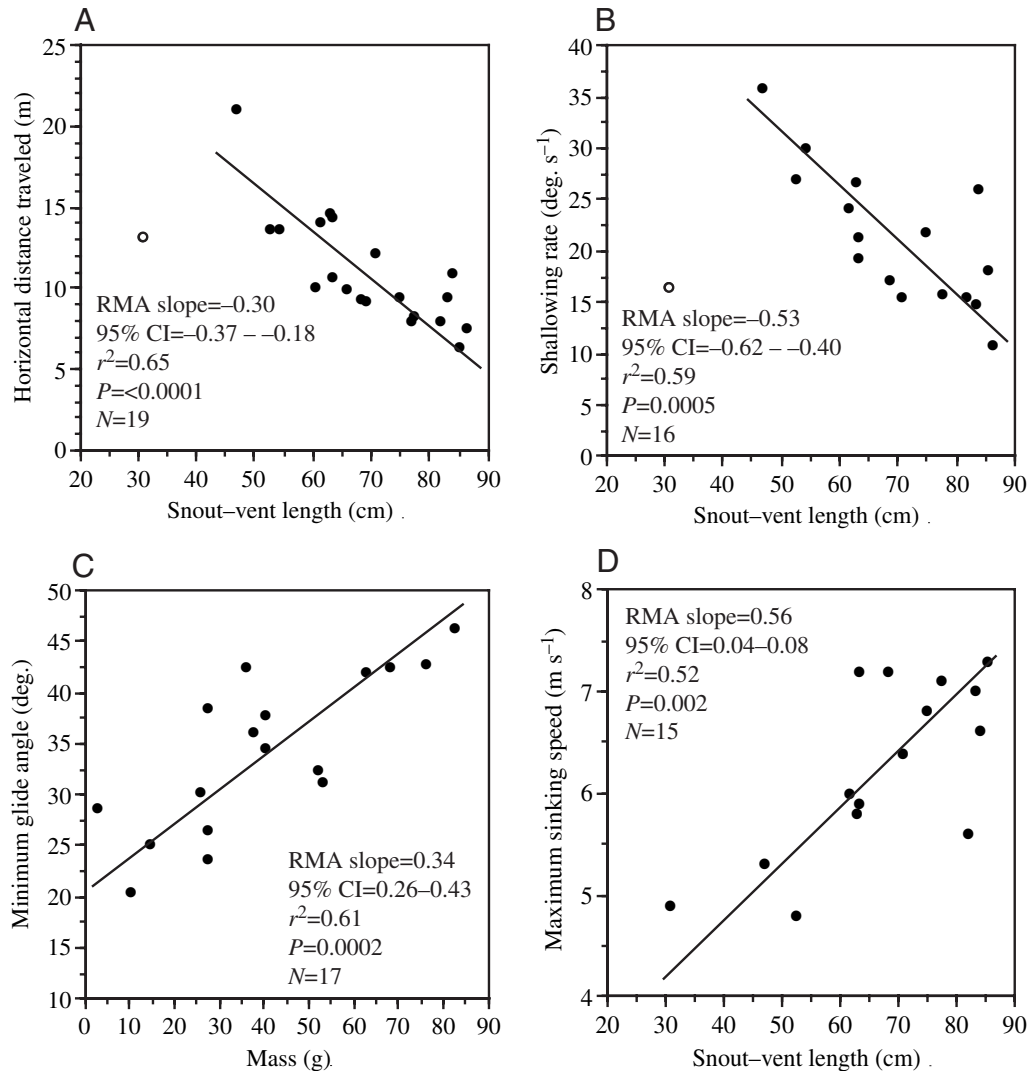 A
25
20
15
10
5
0
Horizontal distance traveled (m)
RMA slope=–0.30
95% CI=–0.37 – –0.18
r²=0.65
P=<0.0001
N=19
20 30 40 50 60 70 80 90
Snout–vent length (cm) .
B
40
35
30
25
20
15
10
5
0
Shallowing rate (deg. s⁻¹)
RMA slope=–0.53
95% CI=–0.62 – –0.40
r²=0.59
P=0.0005
N=16
20 30 40 50 60 70 80 90
Snout–vent length (cm) .
C
50
45
40
35
30
25
20
15
10
Minimum glide angle (deg.)
RMA slope=0.34
95% CI=0.26–0.43
r²=0.61
P=0.0002
N=17
0 10 20 30 40 50 60 70 80 90
Mass (g).
D
8
7
6
5
4
Maximum sinking speed (m s⁻¹)
RMA slope=0.56
95% CI=0.04–0.08
r²=0.52
P=0.002
N=15
20 30 40 50 60 70 80 90
Snout–vent length (cm) .